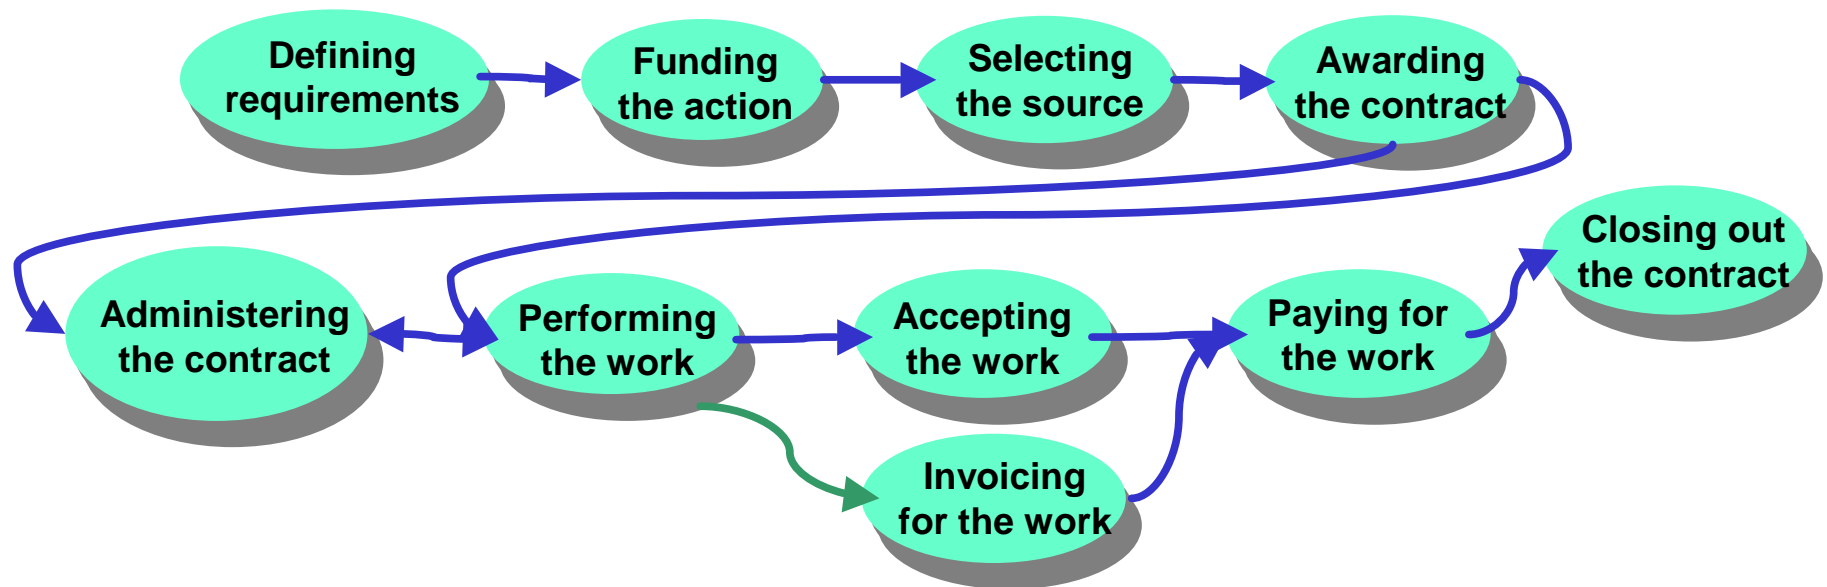 Defining
requirements
Funding
the action
Selecting
the source
Awarding
the contract
Closing out
the contract
Administering
the contract
Performing
the work
Accepting
the work
Paying for
the work
Invoicing
for the work